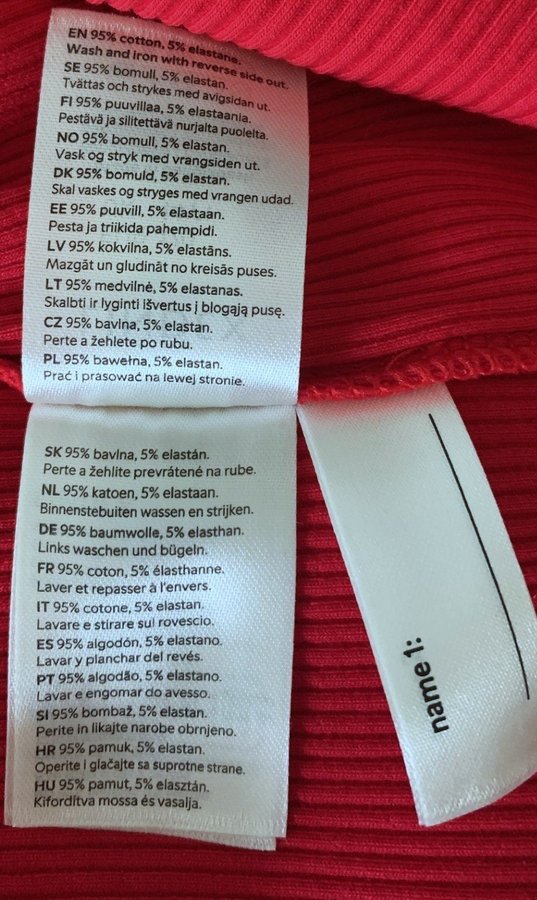 EN 95% cotton, 5% elastane.
Wash and iron with reverse side out.
SE 95% bomull, 5% elastan.
Tvättas och strykes med avigsidan ut.
FI 95% puuvillaa, 5% elastaania.
Pestävä ja silitettävä nurjalta puolelta.
NO 95% bomull, 5% elastan.
Vask og stryk med vrangsiden ut.
DK 95% bomuld, 5% elastan.
Skal vaskes og stryges med vrangen udad.
EE 95% puuvill, 5% elastaan.
Pesta ja triikida pahempidi.
LV 95% kokvilna, 5% elastāns.
Mazgāt un gludināt no kreisās puses.
LT 95% medvilnė, 5% elastanas.
Skalbti ir lyginti išvertus į blogąją pusę.
CZ 95% bavlna, 5% elastan.
Perte a žehlete po rubu.
PL 95% bawełna, 5% elastan.
Prać i prasować na lewej stronie.
SK 95% bavlna, 5% elastán.
Perte a žehlite prevrátené na rube.
NL 95% katoen, 5% elastaan.
Binnenstebuiten wassen en strijken.
DE 95% baumwolle, 5% elasthan.
Links waschen und bügeln.
FR 95% coton, 5% élasthanne.
Laver et repasser à l'envers.
IT 95% cotone, 5% elastan.
Lavare e stirare sul rovescio.
ES 95% algodón, 5% elastano.
Lavar y planchar del revés.
PT 95% algodão, 5% elastano.
Lavar e engomar do avesso.
SI 95% bombaž, 5% elastan.
Perite in likajte narobe obrnjeno.
HR 95% pamuk, 5% elastan.
Operite i glačajte sa suprotne strane.
HU 95% pamut, 5% elasztán.
Kifordítva mossa és vasalja.
name 1: